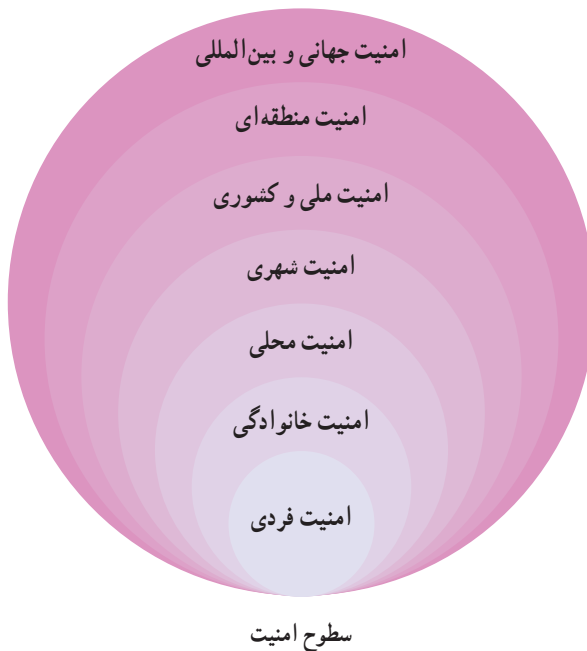 امنیت جهانی و بین‌المللی
امنیت منطقه‌ای
امنیت ملی و کشوری
امنیت شهری
امنیت محلی
امنیت خانوادگی
امنیت فردی
سطوح امنیت